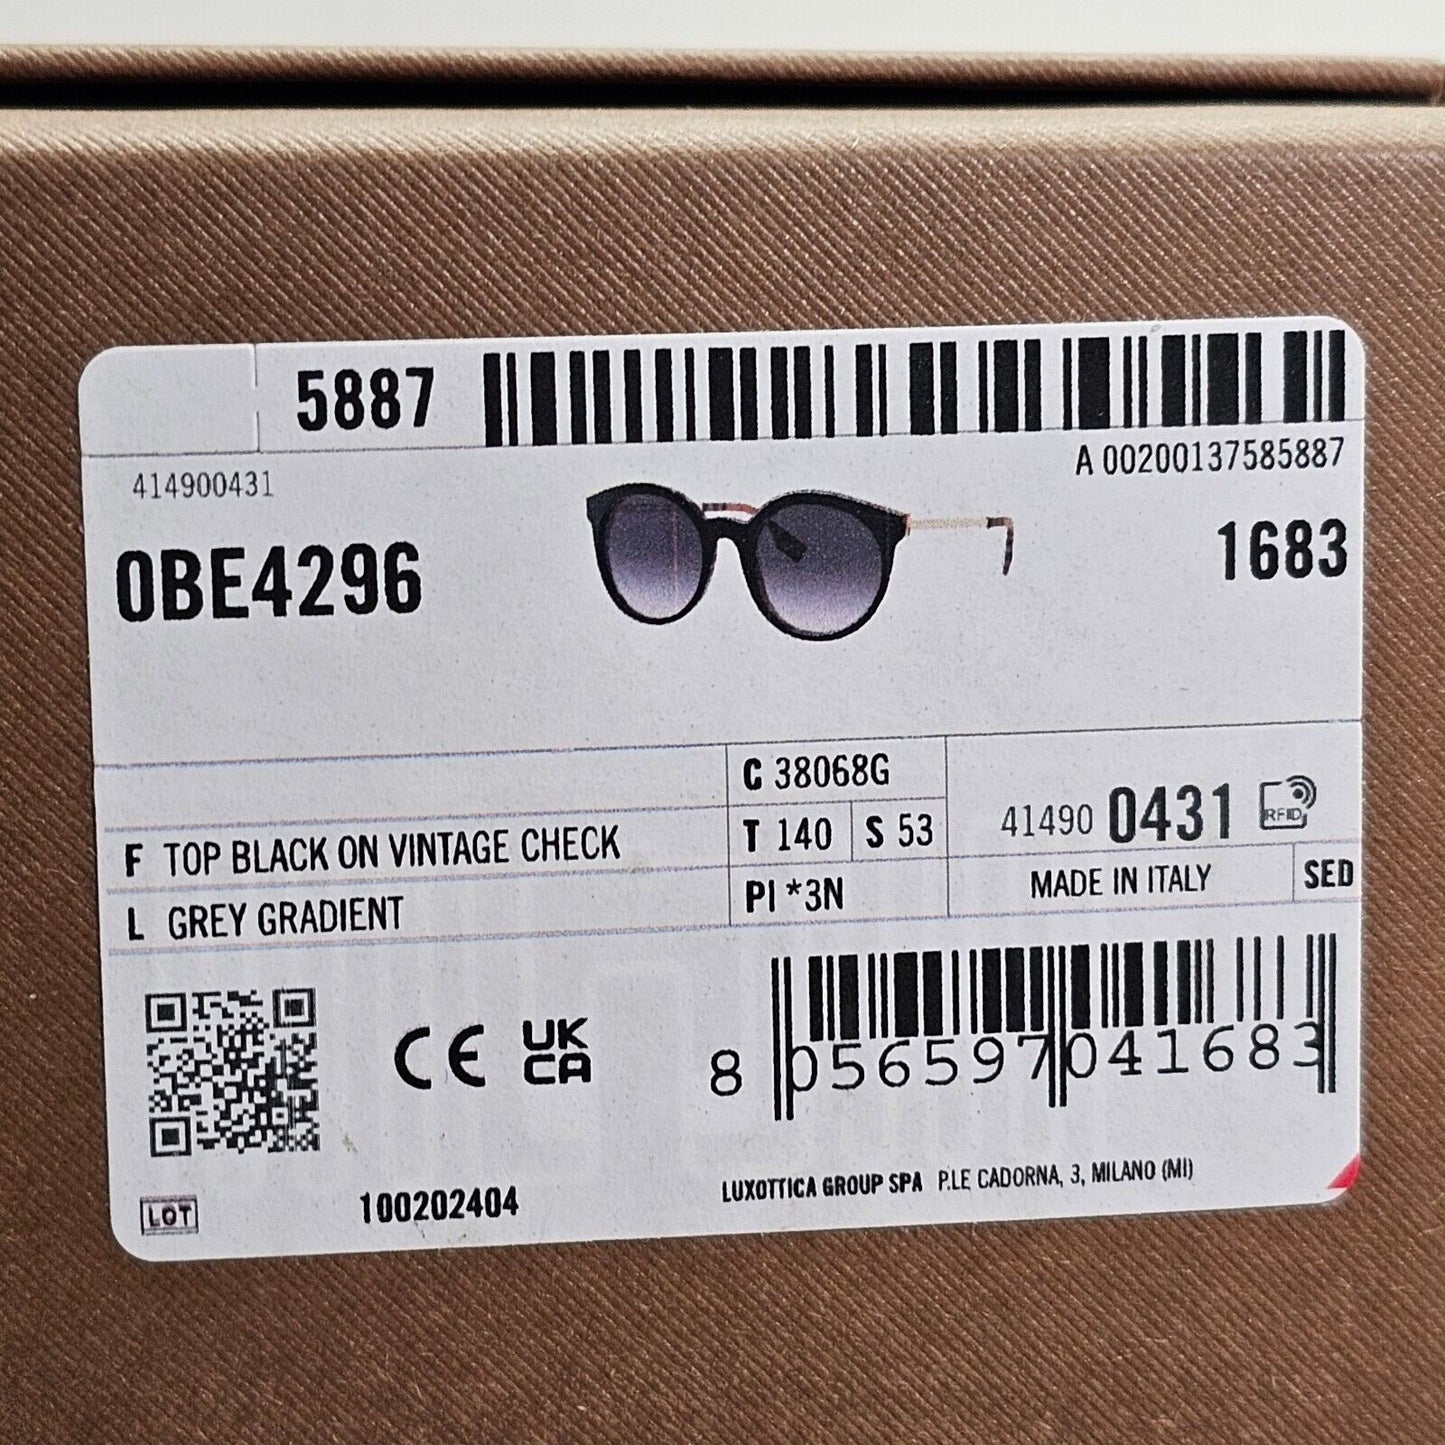 5887
A 00200137585887
414900431
0BE4296
1683
C 38068G
F TOP BLACK ON VINTAGE CHECK
T 140 S 53
41490 0431 RFID
L GREY GRADIENT
PI *3N
MADE IN ITALY SED
CE UK CA
8 056597 041683
LOT 100202404
LUXOTTICA GROUP SPA P.LE CADORNA, 3, MILANO (MI)